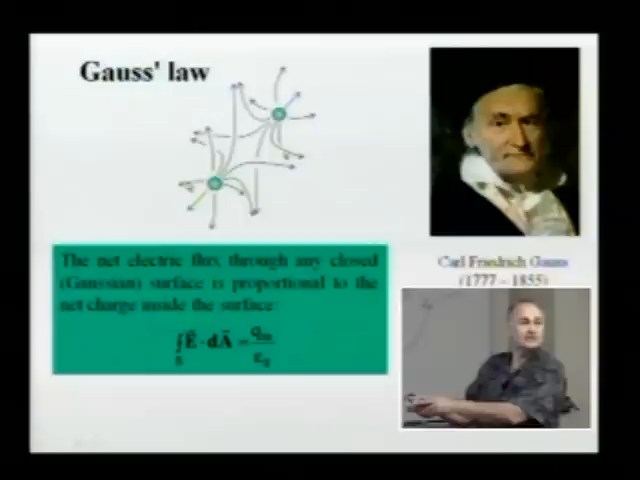 Gauss' law
The net electric flux through any closed
(Gaussian) surface is proportional to the
net charge inside the surface:
∮E⃗ · dA⃗ = qin/ε0
S
Carl Friedrich Gauss
(1777 – 1855)